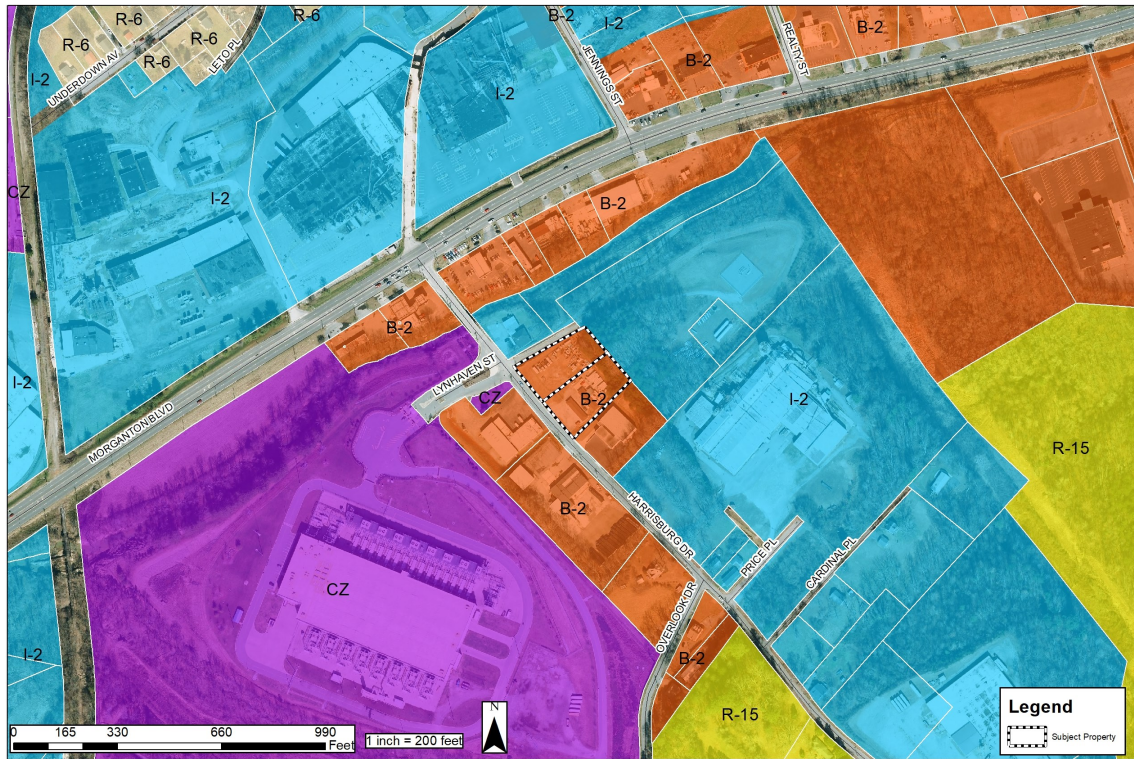 R-6
B-2
I-2
B-2
R-6
R-6
R-6
LETO PL
UNDERDOWN AV
I-2
JENNINGS ST
REALTY ST
B-2
I-2
CZ
I-2
B-2
B-2
I-2
LYNHAVEN ST
CZ
B-2
I-2
MORGANTON BLVD
R-15
B-2
HARRISBURG DR
PRICE PL
CARDINAL PL
CZ
OVERLOOK DR
I-2
B-2
R-15
Legend
Subject Property
N
0 165 330 660 990
Feet
1 inch = 200 feet